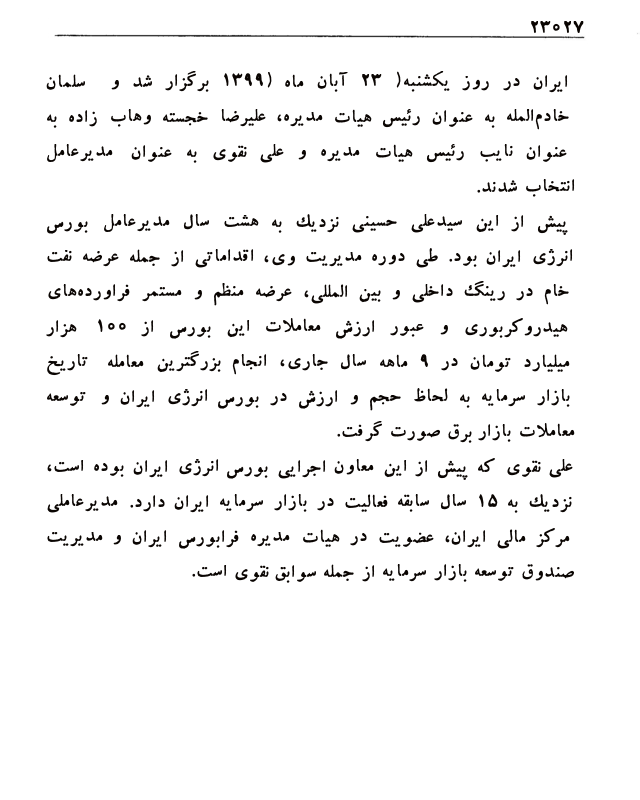 ۲۳۰۲۷
ایران در روز یکشنبه( ۲۳ آبان ماه (۱۳۹۹ برگزار شد و سلمان
خادم‌المله به عنوان رئیس هیات مدیره، علیرضا خجسته وهاب زاده به
عنوان نایب رئیس هیات مدیره و علی نقوی به عنوان مدیرعامل
انتخاب شدند.
پیش از این سیدعلی حسینی نزدیك به هشت سال مدیرعامل بورس
انرژی ایران بود. طی دوره مدیریت وی، اقداماتی از جمله عرضه نفت
خام در رینگ داخلی و بین المللی، عرضه منظم و مستمر فراورده‌های
هیدروکربوری و عبور ارزش معاملات این بورس از ۱۰۰ هزار
میلیارد تومان در ۹ ماهه سال جاری، انجام بزرگترین معامله تاریخ
بازار سرمایه به لحاظ حجم و ارزش در بورس انرژی ایران و توسعه
معاملات بازار برق صورت گرفت.
علی نقوی که پیش از این معاون اجرایی بورس انرژی ایران بوده است،
نزدیك به ۱۵ سال سابقه فعالیت در بازار سرمایه ایران دارد. مدیرعاملی
مرکز مالی ایران، عضویت در هیات مدیره فرابورس ایران و مدیریت
صندوق توسعه بازار سرمایه از جمله سوابق نقوی است.